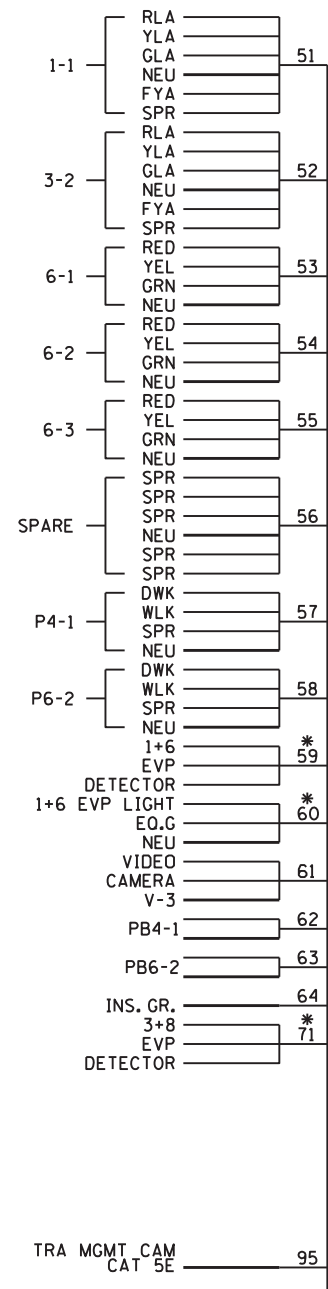 RLA
YLA
GLA
1-1
51
NEU
FYA
SPR
RLA
YLA
GLA
3-2
52
NEU
FYA
SPR
RED
YEL
6-1
53
GRN
NEU
RED
YEL
6-2
54
GRN
NEU
RED
YEL
6-3
55
GRN
NEU
SPR
SPR
SPR
SPARE
56
NEU
SPR
SPR
DWK
WLK
P4-1
57
SPR
NEU
DWK
WLK
P6-2
58
SPR
NEU
1+6
*
EVP
59
DETECTOR
1+6 EVP LIGHT
*
EQ.G
60
NEU
VIDEO
CAMERA
61
V-3
PB4-1
62
PB6-2
63
INS. GR.
64
3+8
*
EVP
71
DETECTOR
TRA MGMT CAM
CAT 5E
95